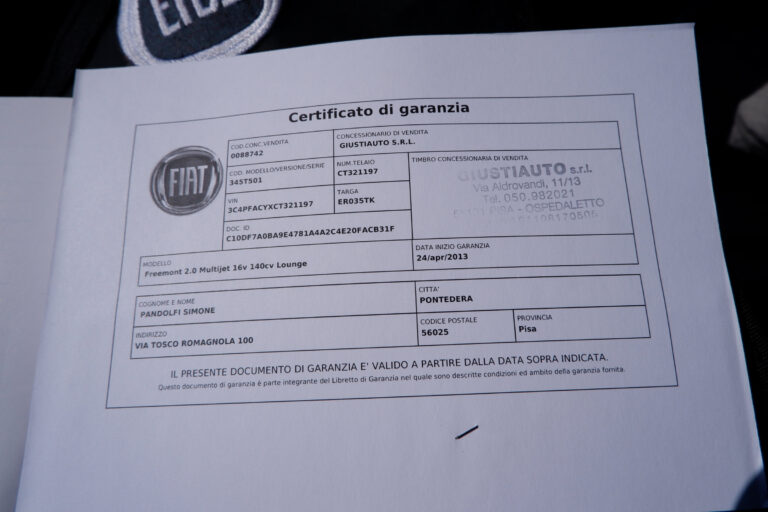 FIAT
Certificato di garanzia
FIAT
COD.CONC.VENDITA
0088742
CONCESSIONARIO DI VENDITA
GIUSTIAUTO S.R.L.
COD. MODELLO/VERSIONE/SERIE
345T501
NUM.TELAIO
CT321197
TIMBRO CONCESSIONARIA DI VENDITA
GIUSTIAUTO s.r.l.
Via Aldrovandi, 11/13
Tel. 050.982021
PISA - OSPEDALETTO
VIN
3C4PFACYXCT321197
TARGA
ER035TK
DOC. ID
C10DF7A0BA9E4781A4A2C4E20FACB31F
MODELLO
Freemont 2.0 Multijet 16v 140cv Lounge
DATA INIZIO GARANZIA
24/apr/2013
COGNOME E NOME
PANDOLFI SIMONE
CITTA'
PONTEDERA
INDIRIZZO
VIA TOSCO ROMAGNOLA 100
CODICE POSTALE
56025
PROVINCIA
Pisa
IL PRESENTE DOCUMENTO DI GARANZIA E' VALIDO A PARTIRE DALLA DATA SOPRA INDICATA.
Questo documento di garanzia è parte integrante del Libretto di Garanzia nel quale sono descritte condizioni ed ambito della garanzia fornita.